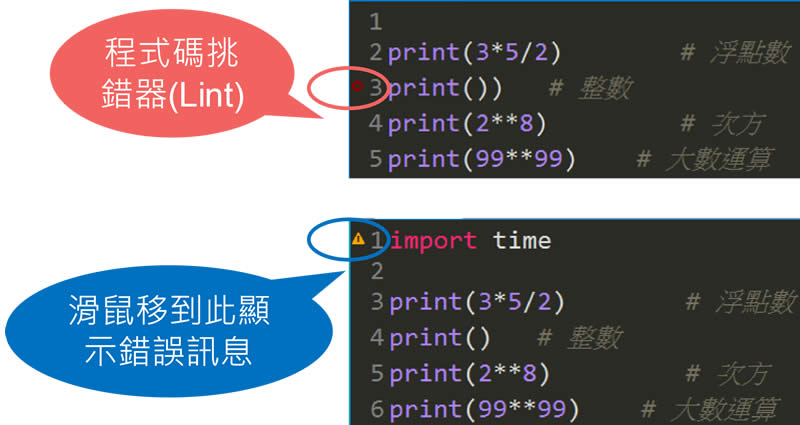 程式碼挑
錯器(Lint)
1
2 print(3*5/2) # 浮點數
3 print()) # 整數
4 print(2**8) # 次方
5 print(99**99) # 大數運算
滑鼠移到此顯
示錯誤訊息
1 import time
2
3 print(3*5/2) # 浮點數
4 print() # 整數
5 print(2**8) # 次方
6 print(99**99) # 大數運算